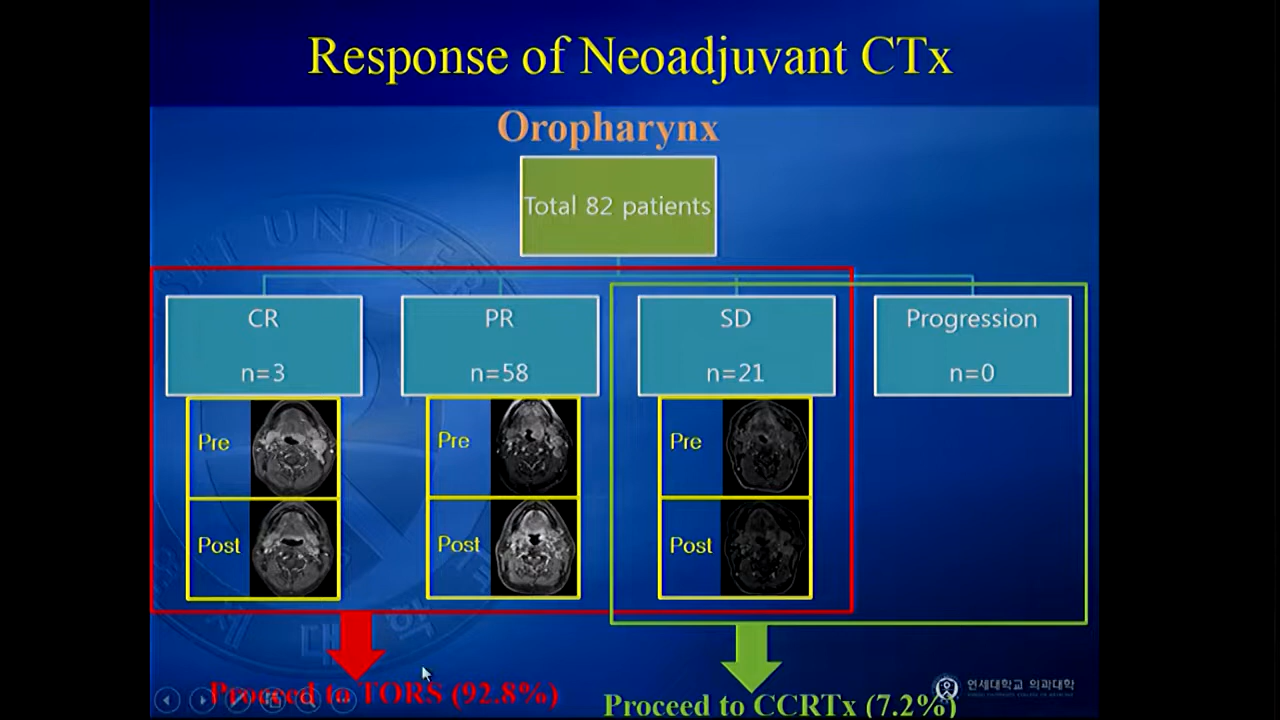 Response of Neoadjuvant CTx
Oropharynx
Total 82 patients
CR
n=3
PR
n=58
SD
n=21
Progression
n=0
Pre
Post
Pre
Post
Pre
Post
Proceed to TORS (92.8%)
Proceed to CCRTx (7.2%)
연세대학교 의과대학